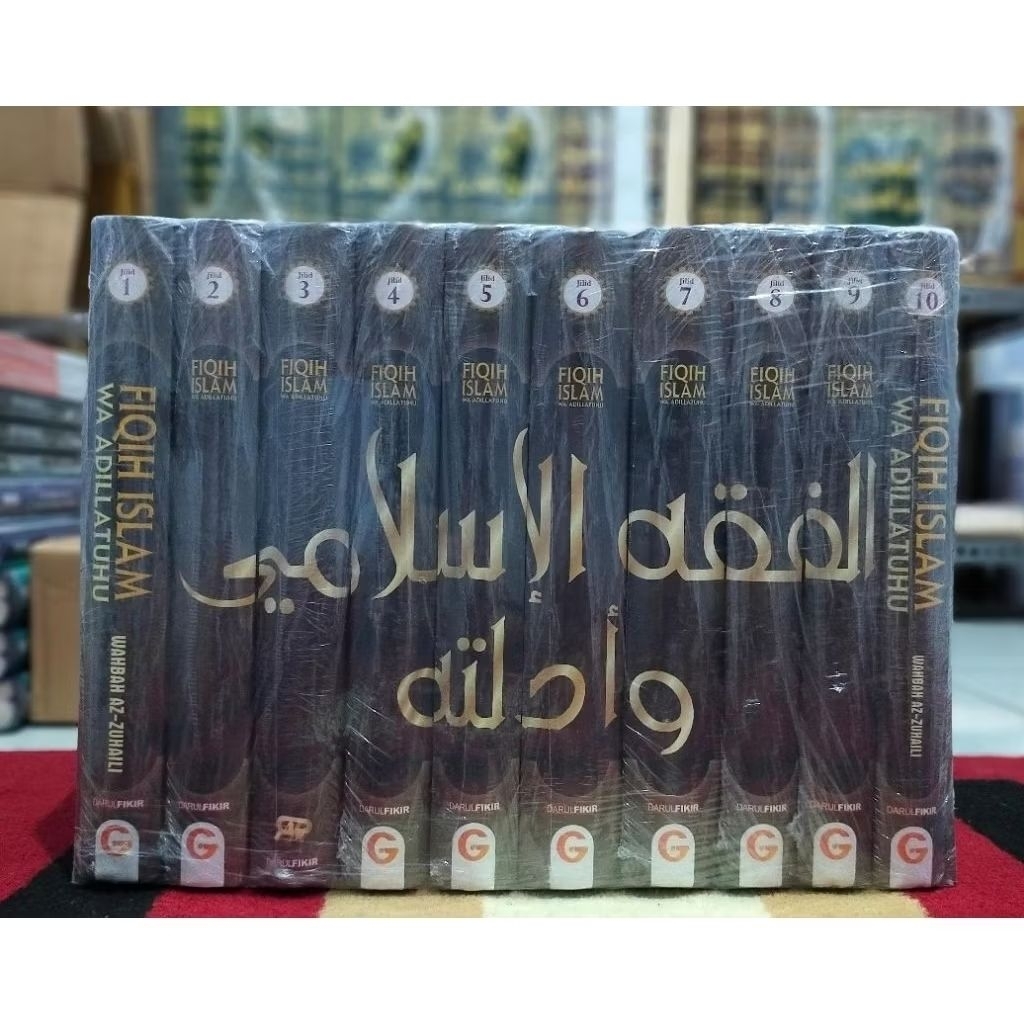 Jilid
1
FIQIH ISLAM
WA ADILLATUHU
WAHBAH AZ-ZUHAILI
DARULFIKIR
G
Jilid
2
FIQIH
ISLAM
WA ADILLATUHU
DARULFIKIR
G
Jilid
3
FIQIH
ISLAM
WA ADILLATUHU
DARULFIKIR
Jilid
4
FIQIH
ISLAM
WA ADILLATUHU
DARULFIKIR
G
Jilid
5
FIQIH
ISLAM
WA ADILLATUHU
DARULFIKIR
G
Jilid
6
FIQIH
ISLAM
WA ADILLATUHU
DARULFIKIR
G
Jilid
7
FIQIH
ISLAM
WA ADILLATUHU
DARULFIKIR
G
Jilid
8
FIQIH
ISLAM
WA ADILLATUHU
DARULFIKIR
G
Jilid
9
FIQIH
ISLAM
WA ADILLATUHU
DARULFIKIR
G
Jilid
10
FIQIH ISLAM
WA ADILLATUHU
WAHBAH AZ-ZUHAILI
DARULFIKIR
G
الفقه الإسلامي
وأدلته